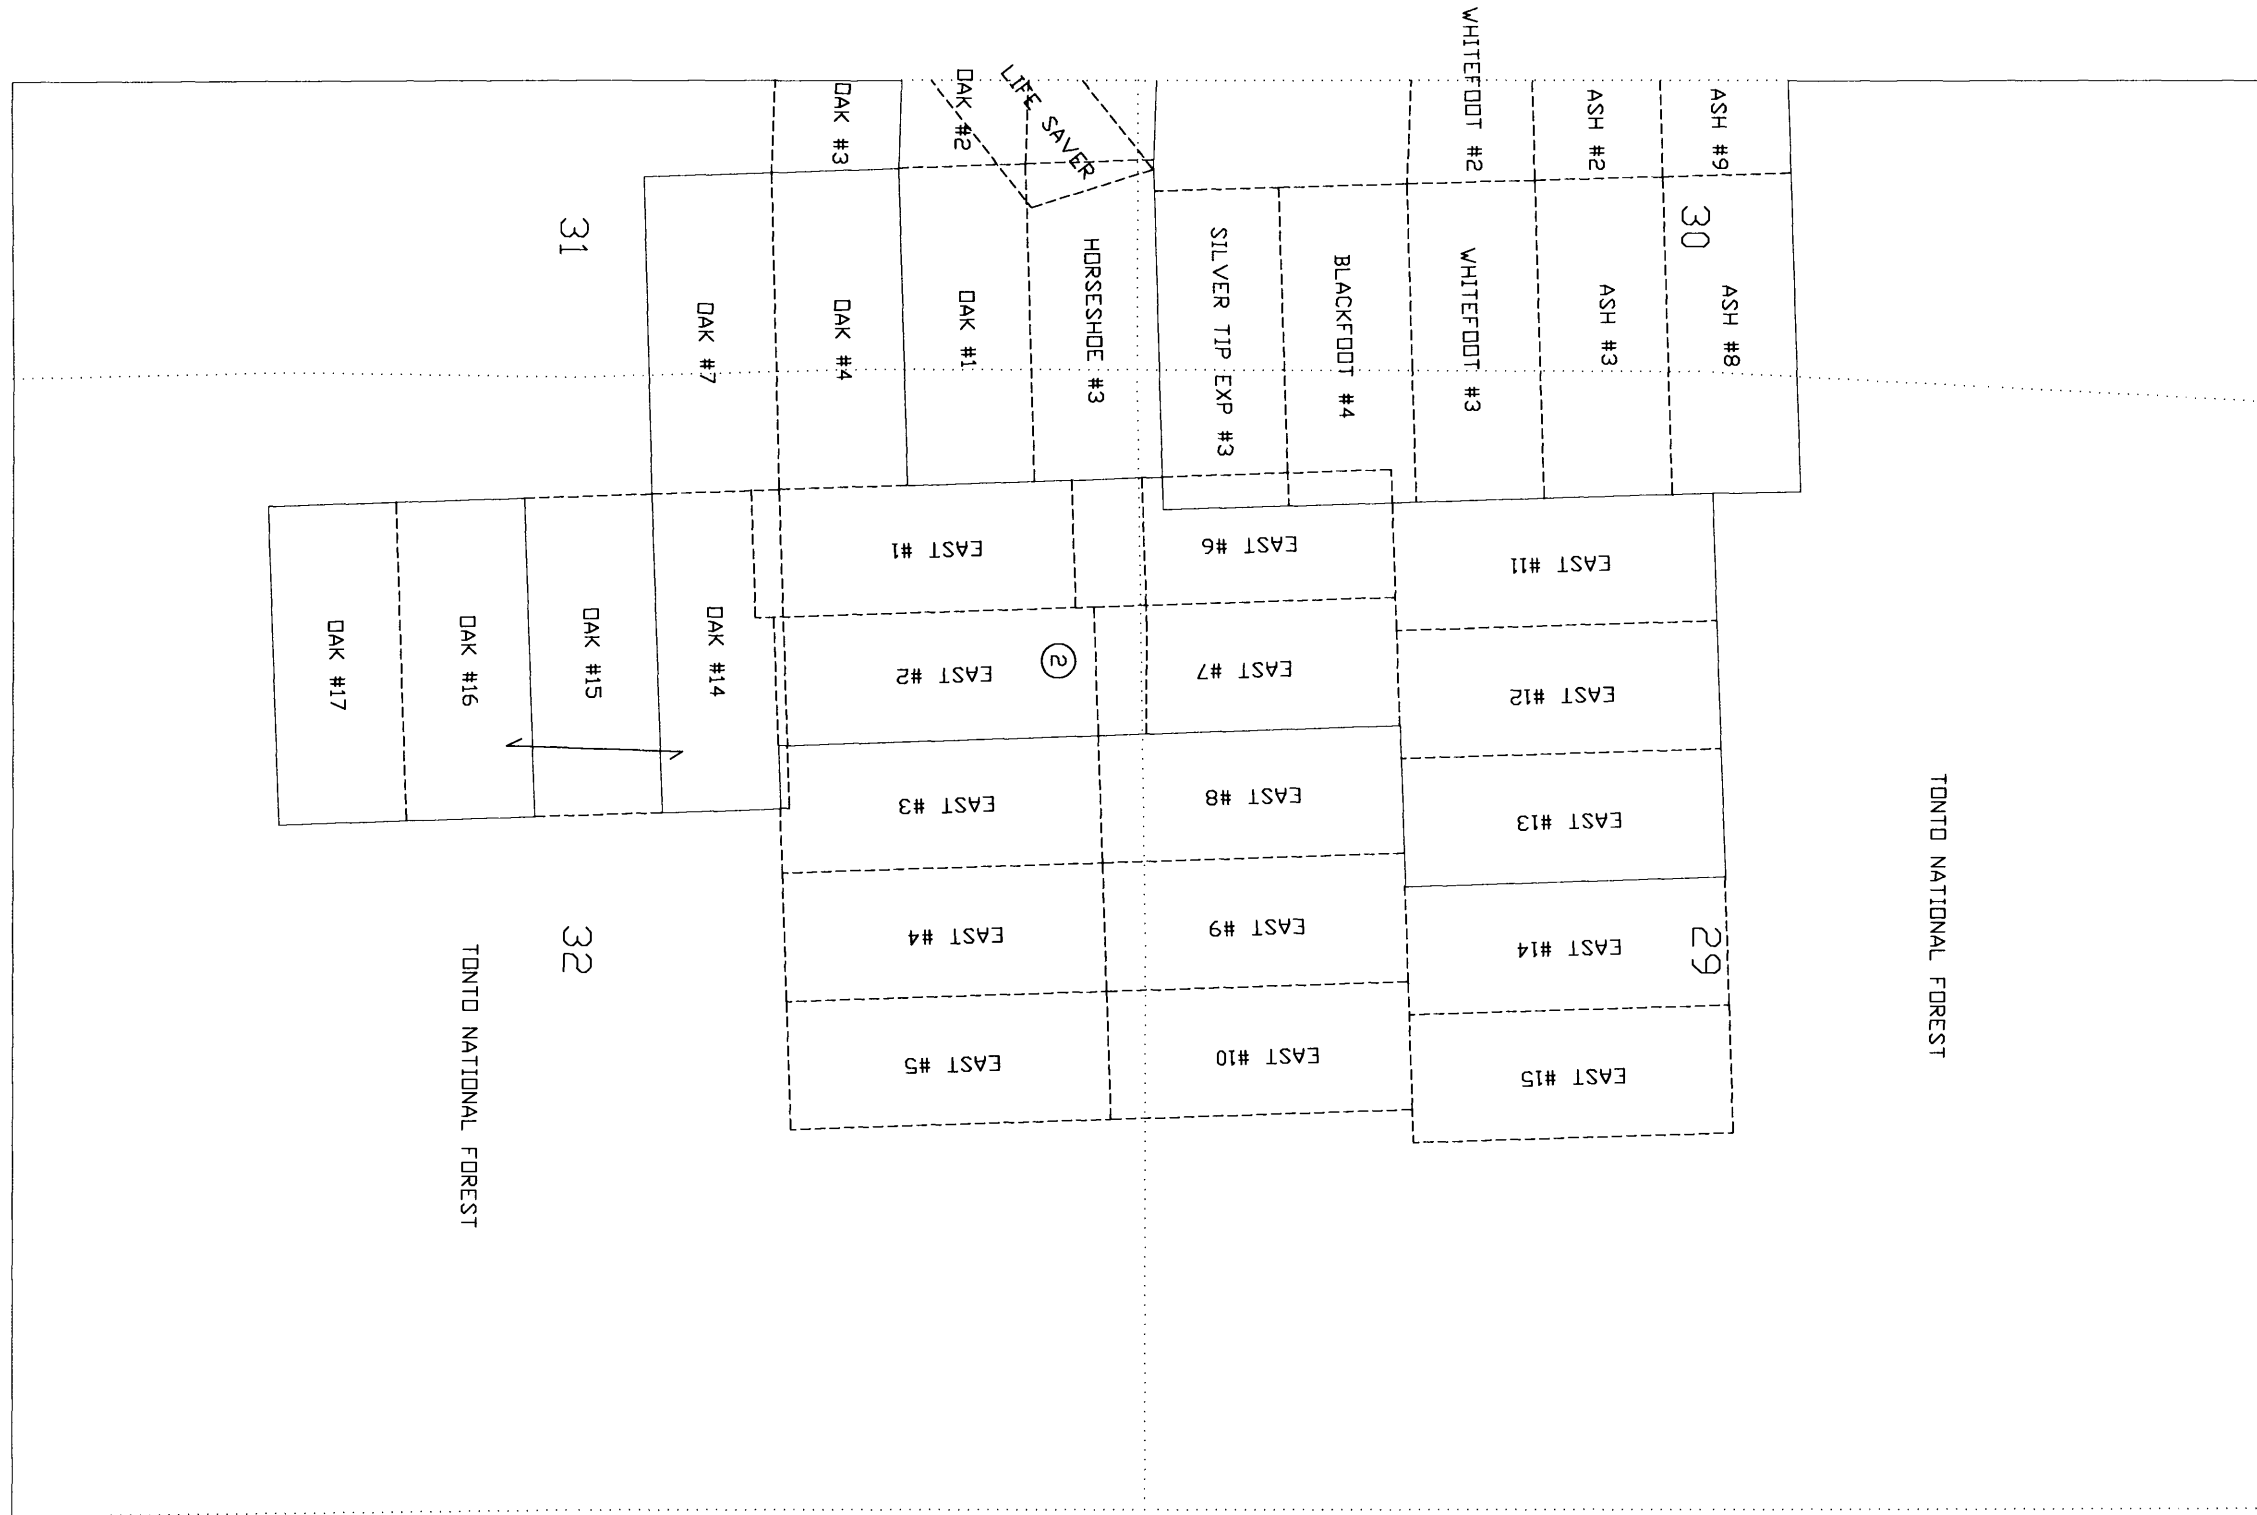 WHITEFOOT #2
OAK #3
OAK #2
LIFE SAVER
ASH #2
ASH #9
31
30
OAK #7
OAK #4
OAK #1
HORSESHOE #3
SILVER TIP EXP #3
BLACKFOOT #4
WHITEFOOT #3
ASH #3
ASH #8
OAK #17
OAK #16
OAK #15
OAK #14
EAST #1
EAST #6
EAST #11
EAST #2
2
EAST #7
EAST #12
EAST #3
EAST #8
EAST #13
EAST #4
EAST #9
EAST #14
EAST #5
EAST #10
EAST #15
32
29
TONTO NATIONAL FOREST
TONTO NATIONAL FOREST